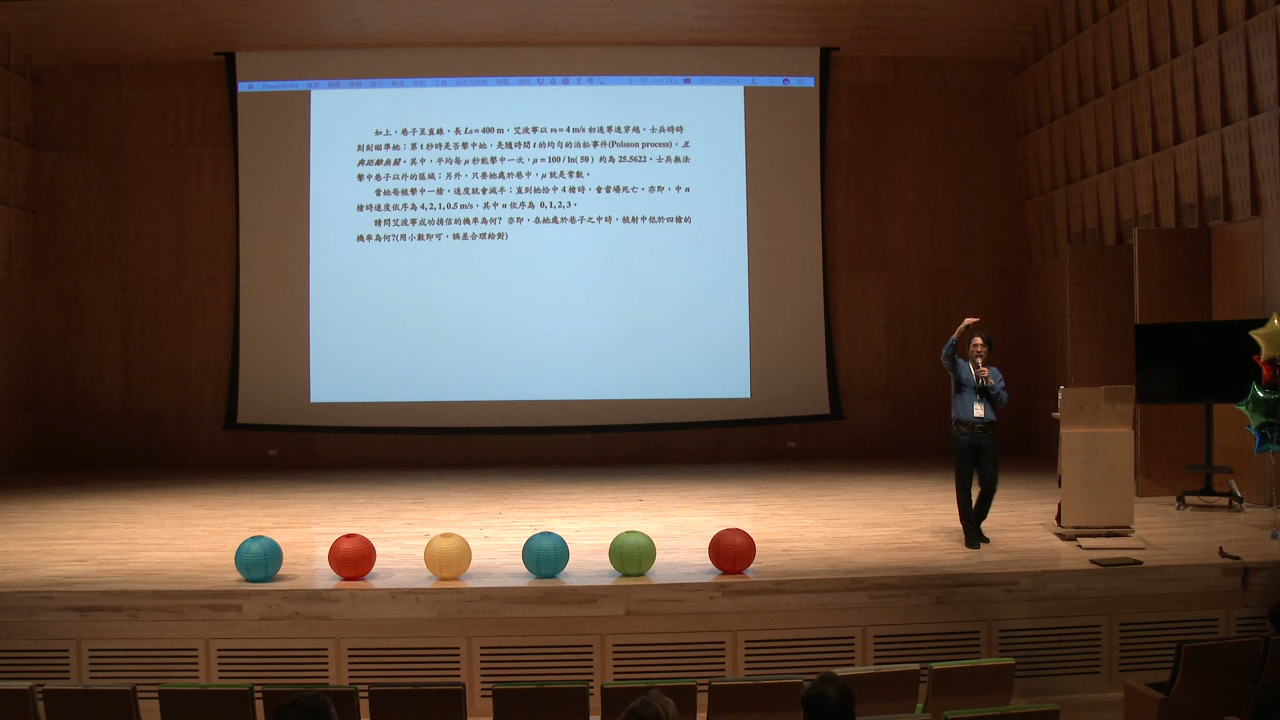 如上，巷子呈直線，長 L₀ = 400 m，艾波寧以 v₀ = 4 m/s 初速等速穿越。士兵時時
刻刻瞄準她；第 t 秒時是否擊中她，是隨時間 t 的均勻的泊松事件(Poisson process)，且
與距離無關。其中，平均每 μ 秒能擊中一次，μ = 100 / ln( 50 ) 約為 25.5622。士兵無法
擊中巷子以外的區域；另外，只要她處於巷中，μ 就是常數。
當她每被擊中一槍，速度就會減半；直到她恰中 4 槍時，會當場死亡。亦即，中 n
槍時速度依序為 4, 2, 1, 0.5 m/s，其中 n 依序為 0, 1, 2, 3。
請問艾波寧成功捎信的機率為何？亦即，在她處於巷子之中時，被射中低於四槍的
機率為何?(用小數即可，誤差合理給對)